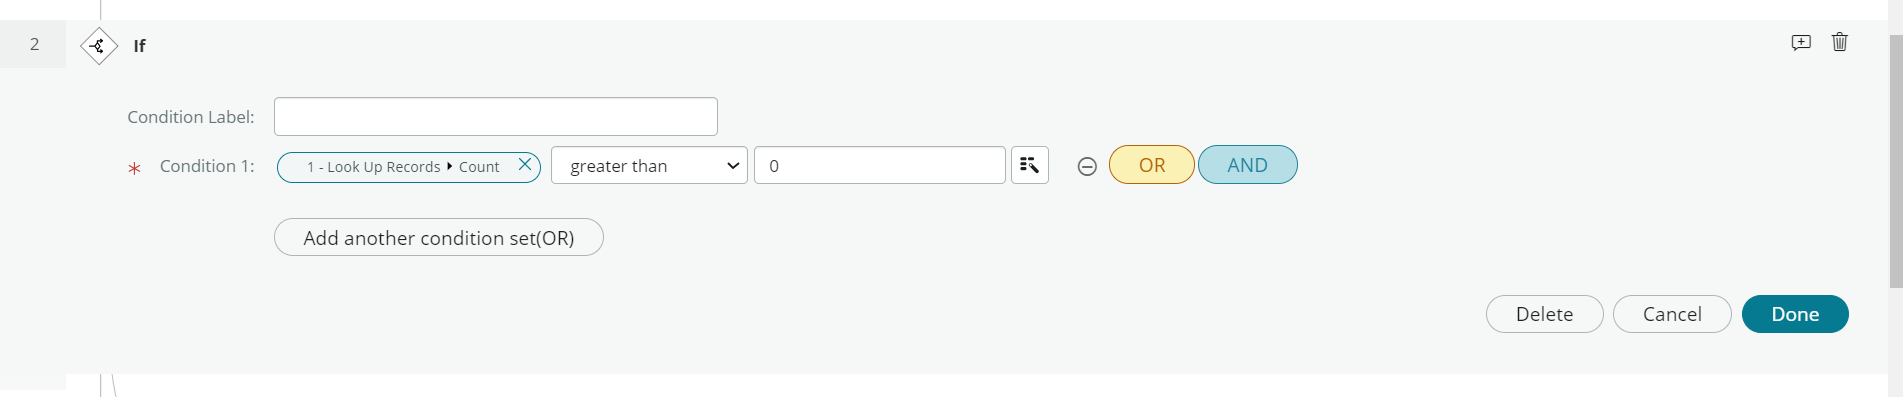 2 If
Condition Label:
* Condition 1: 1 - Look Up Records Count greater than 0 OR AND
Add another condition set(OR)
Delete Cancel Done